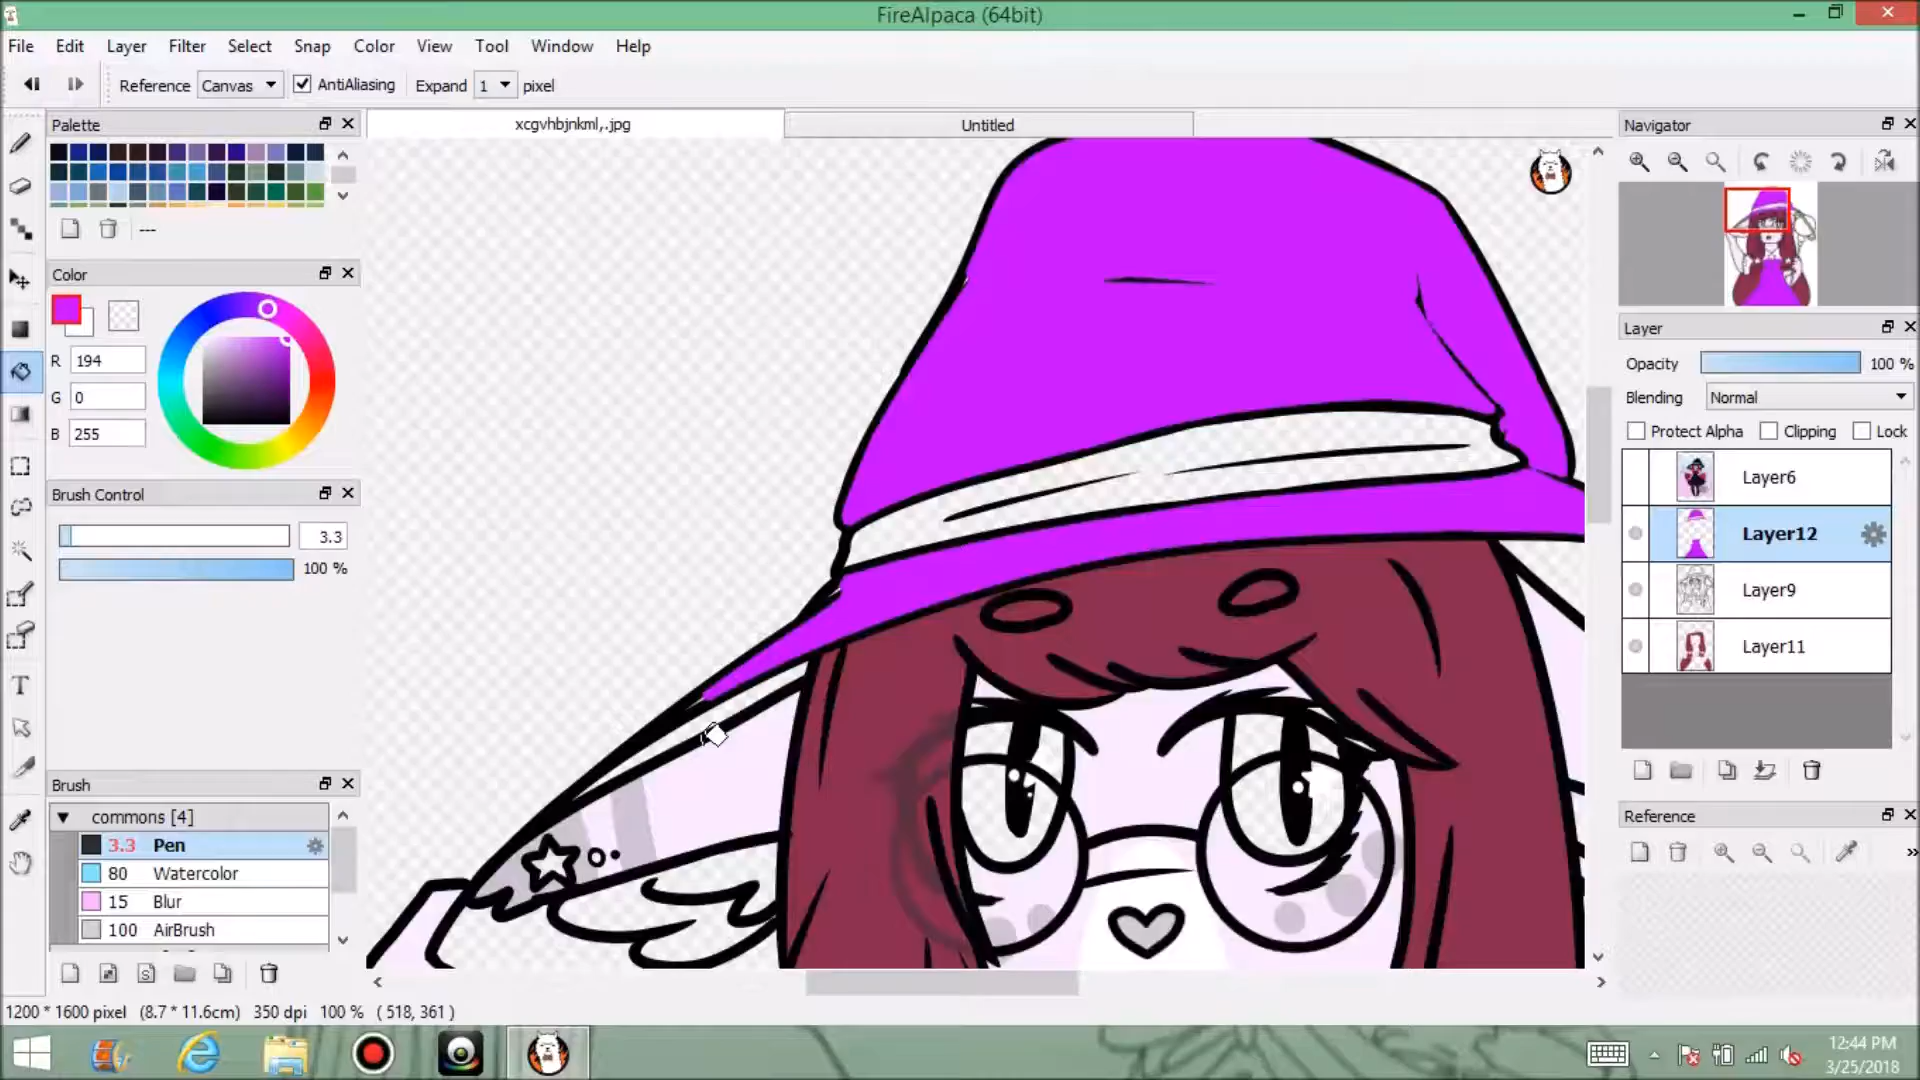 FireAlpaca (64bit)
File Edit Layer Filter Select Snap Color View Tool Window Help
Reference Canvas AntiAliasing Expand 1 pixel
Palette
xcgvhbjnkml,.jpg
Untitled
Navigator
---
Color
R 194
G 0
B 255
Layer
Opacity 100 %
Blending Normal
Protect Alpha Clipping Lock
Layer6
Layer12
Layer9
Layer11
Brush Control
3.3
100 %
Brush
commons [4]
3.3 Pen
80 Watercolor
15 Blur
100 AirBrush
Reference
»
1200 * 1600 pixel (8.7 * 11.6cm) 350 dpi 100 % ( 518, 361 )
12:44 PM
3/25/2018